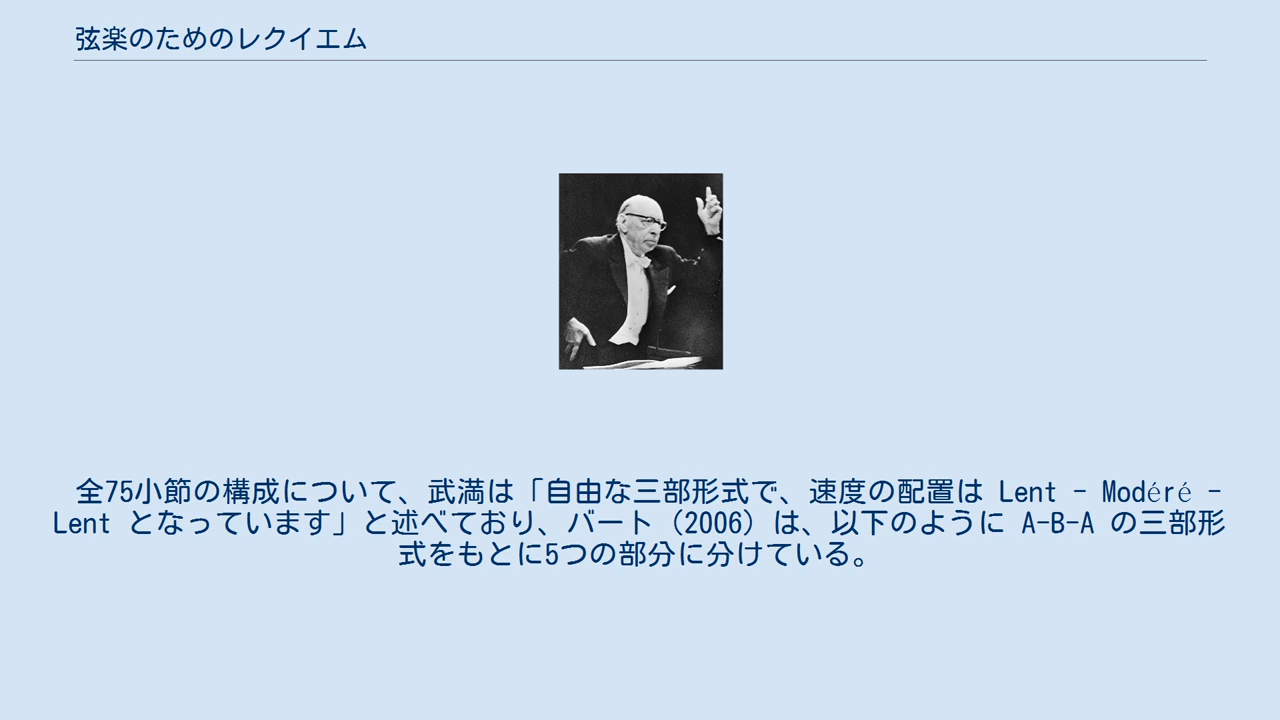 弦楽のためのレクイエム
全75小節の構成について、武満は「自由な三部形式で、速度の配置は Lent - Modéré -
Lent となっています」と述べており、バート（2006）は、以下のように A-B-A の三部形
式をもとに5つの部分に分けている。